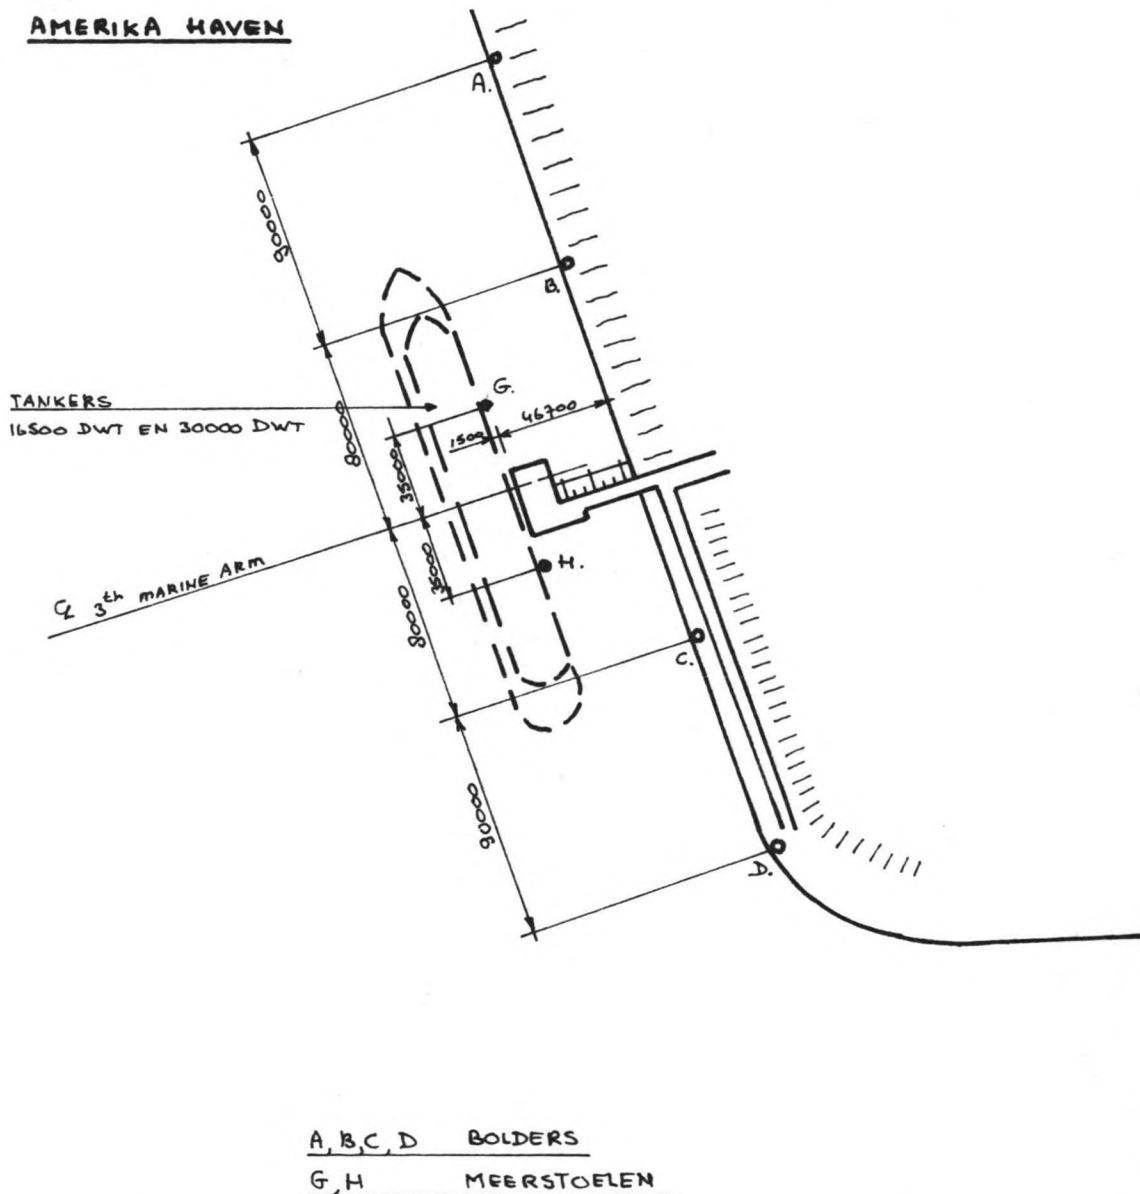 AMERIKA HAVEN
A.
90000
B.
TANKERS
16500 DWT EN 30000 DWT
80000
G.
46700
1500
35000
35000
H.
℄ 3th MARINE ARM
80000
C.
90000
D.
A, B, C, D BOLDERS
G, H MEERSTOELEN